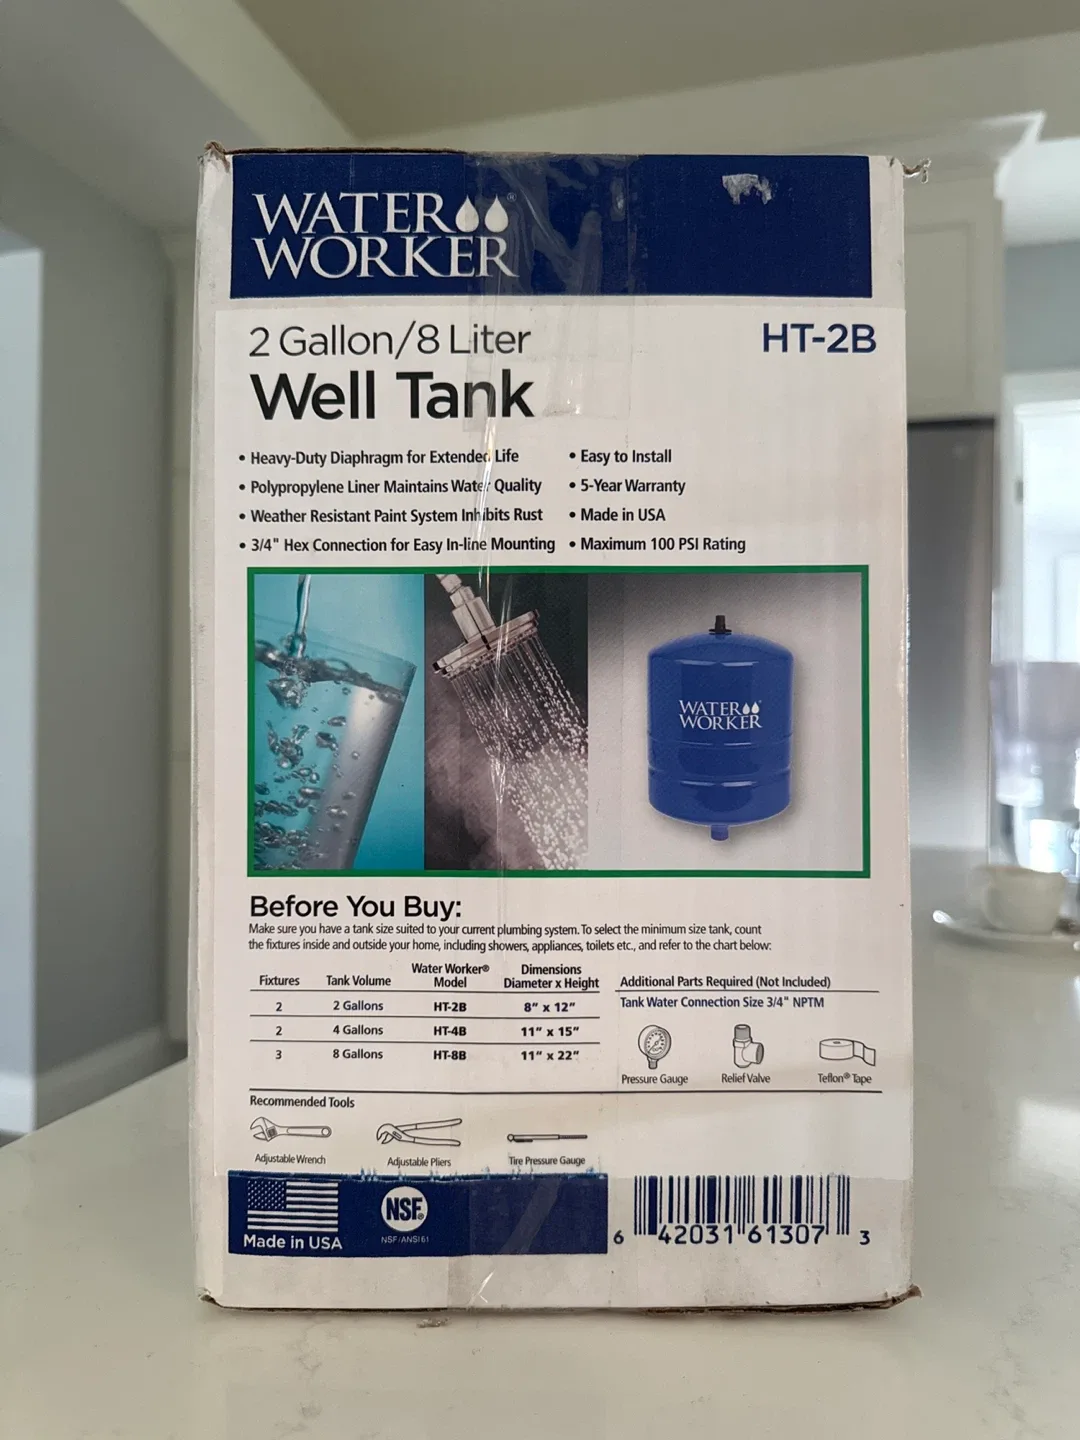 WATER
WORKER®
2 Gallon/8 Liter
HT-2B
Well Tank
• Heavy-Duty Diaphragm for Extended Life
• Polypropylene Liner Maintains Water Quality
• Weather Resistant Paint System Inhibits Rust
• 3/4" Hex Connection for Easy In-line Mounting
• Easy to Install
• 5-Year Warranty
• Made in USA
• Maximum 100 PSI Rating
WATER
WORKER
Before You Buy:
Make sure you have a tank size suited to your current plumbing system. To select the minimum size tank, count
the fixtures inside and outside your home, including showers, appliances, toilets etc., and refer to the chart below:
Fixtures Tank Volume Water Worker® Model Dimensions Diameter x Height
2 2 Gallons HT-2B 8" x 12"
2 4 Gallons HT-4B 11" x 15"
3 8 Gallons HT-8B 11" x 22"
Additional Parts Required (Not Included)
Tank Water Connection Size 3/4" NPTM
Pressure Gauge Relief Valve Teflon® Tape
Recommended Tools
Adjustable Wrench Adjustable Pliers Tire Pressure Gauge
Made in USA
NSF®
NSF/ANSI 61
6 42031 61307 3